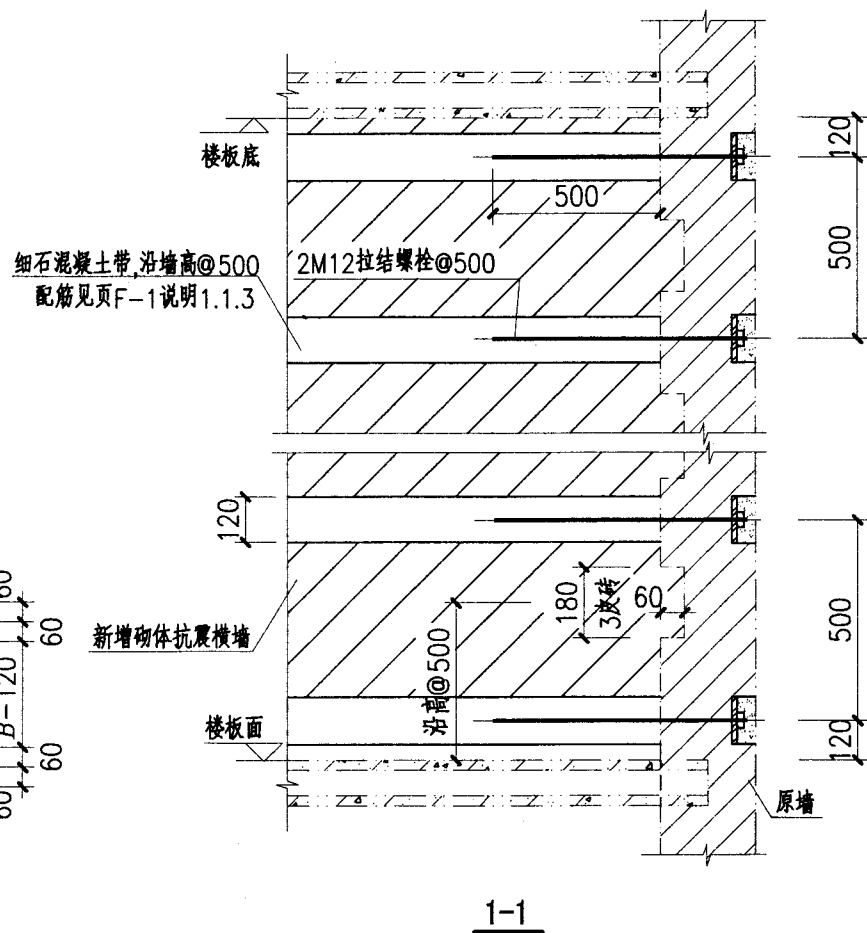 楼板底
120
500
500
细石混凝土带,沿墙高@500
配筋见页F-1说明1.1.3
2M12拉结螺栓@500
120
180
3皮砖
60
500
新增砌体抗震横墙
沿高@500
60
60
B-120
60
60
楼板面
120
原墙
1-1